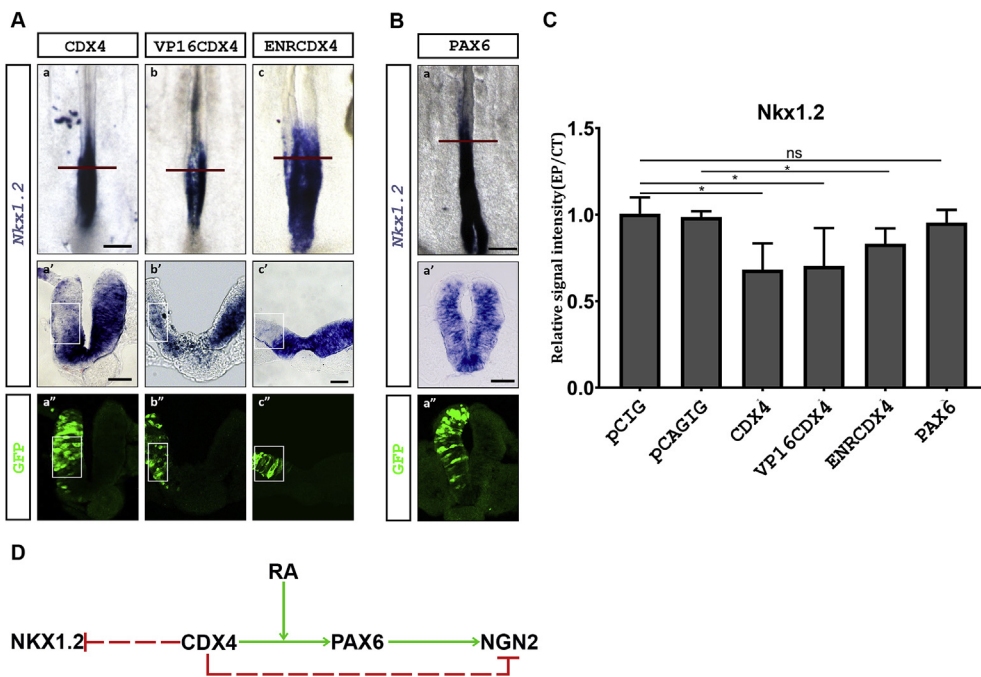 A
CDX4
VP16CDX4
ENRCDX4
Nkx1.2
a
b
c
a'
b'
c'
GFP
a"
b"
c"
B
PAX6
Nkx1.2
a
a'
GFP
a"
C
Nkx1.2
Relative signal intensity(EP/CT)
1.5
1.0
0.5
0.0
ns
*
*
*
pCIG
pCAGIG
CDX4
VP16CDX4
ENRCDX4
PAX6
D
RA
NKX1.2
CDX4
PAX6
NGN2